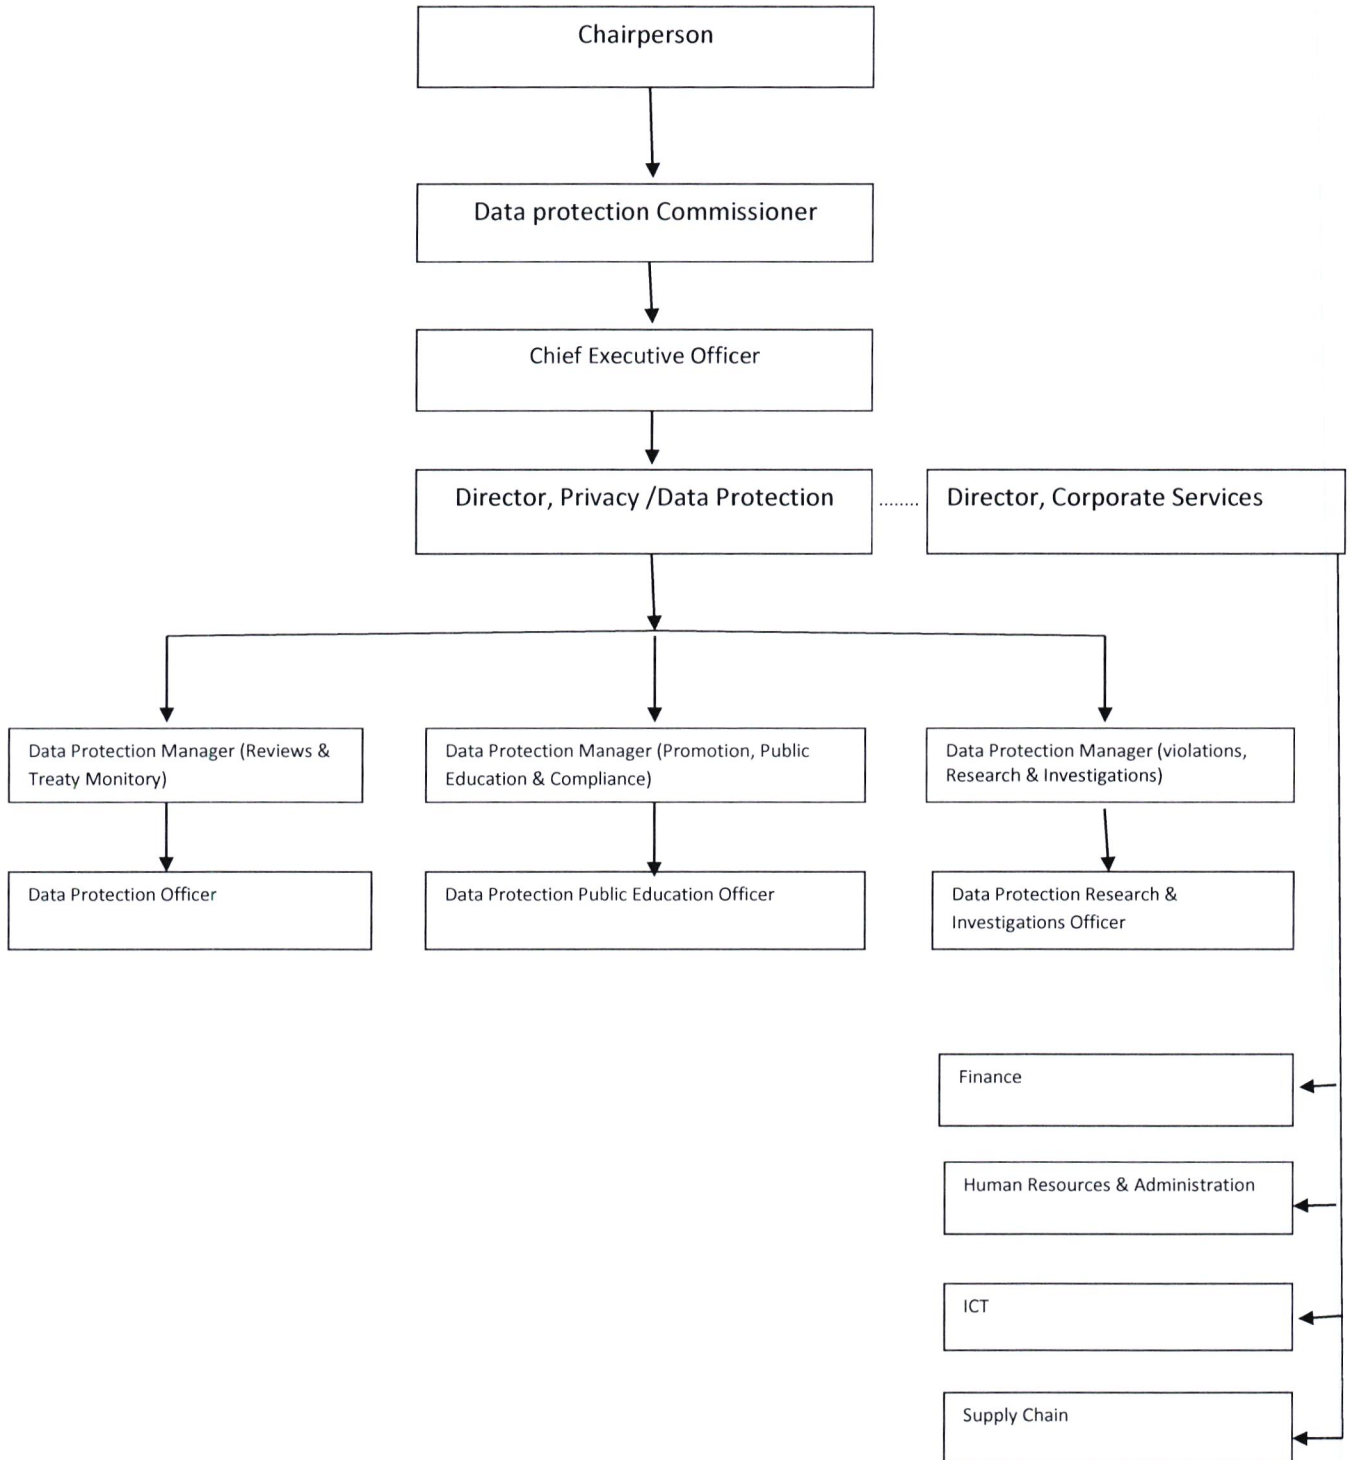 Chairperson
Data protection Commissioner
Chief Executive Officer
Director, Privacy /Data Protection ........ Director, Corporate Services
Data Protection Manager (Reviews &
Treaty Monitory)
Data Protection Manager (Promotion, Public
Education & Compliance)
Data Protection Manager (violations,
Research & Investigations)
Data Protection Officer
Data Protection Public Education Officer
Data Protection Research &
Investigations Officer
Finance
Human Resources & Administration
ICT
Supply Chain